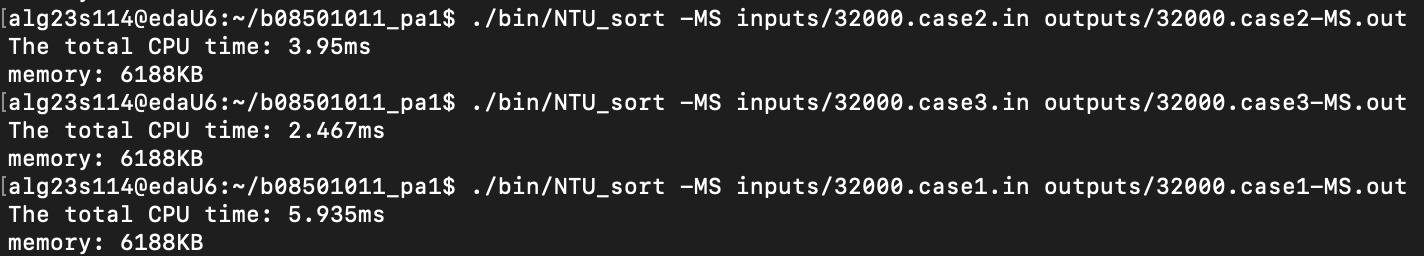 [alg23s114@edaU6:~/b08501011_pa1$ ./bin/NTU_sort -MS inputs/32000.case2.in outputs/32000.case2-MS.out
The total CPU time: 3.95ms
memory: 6188KB
[alg23s114@edaU6:~/b08501011_pa1$ ./bin/NTU_sort -MS inputs/32000.case3.in outputs/32000.case3-MS.out
The total CPU time: 2.467ms
memory: 6188KB
[alg23s114@edaU6:~/b08501011_pa1$ ./bin/NTU_sort -MS inputs/32000.case1.in outputs/32000.case1-MS.out
The total CPU time: 5.935ms
memory: 6188KB